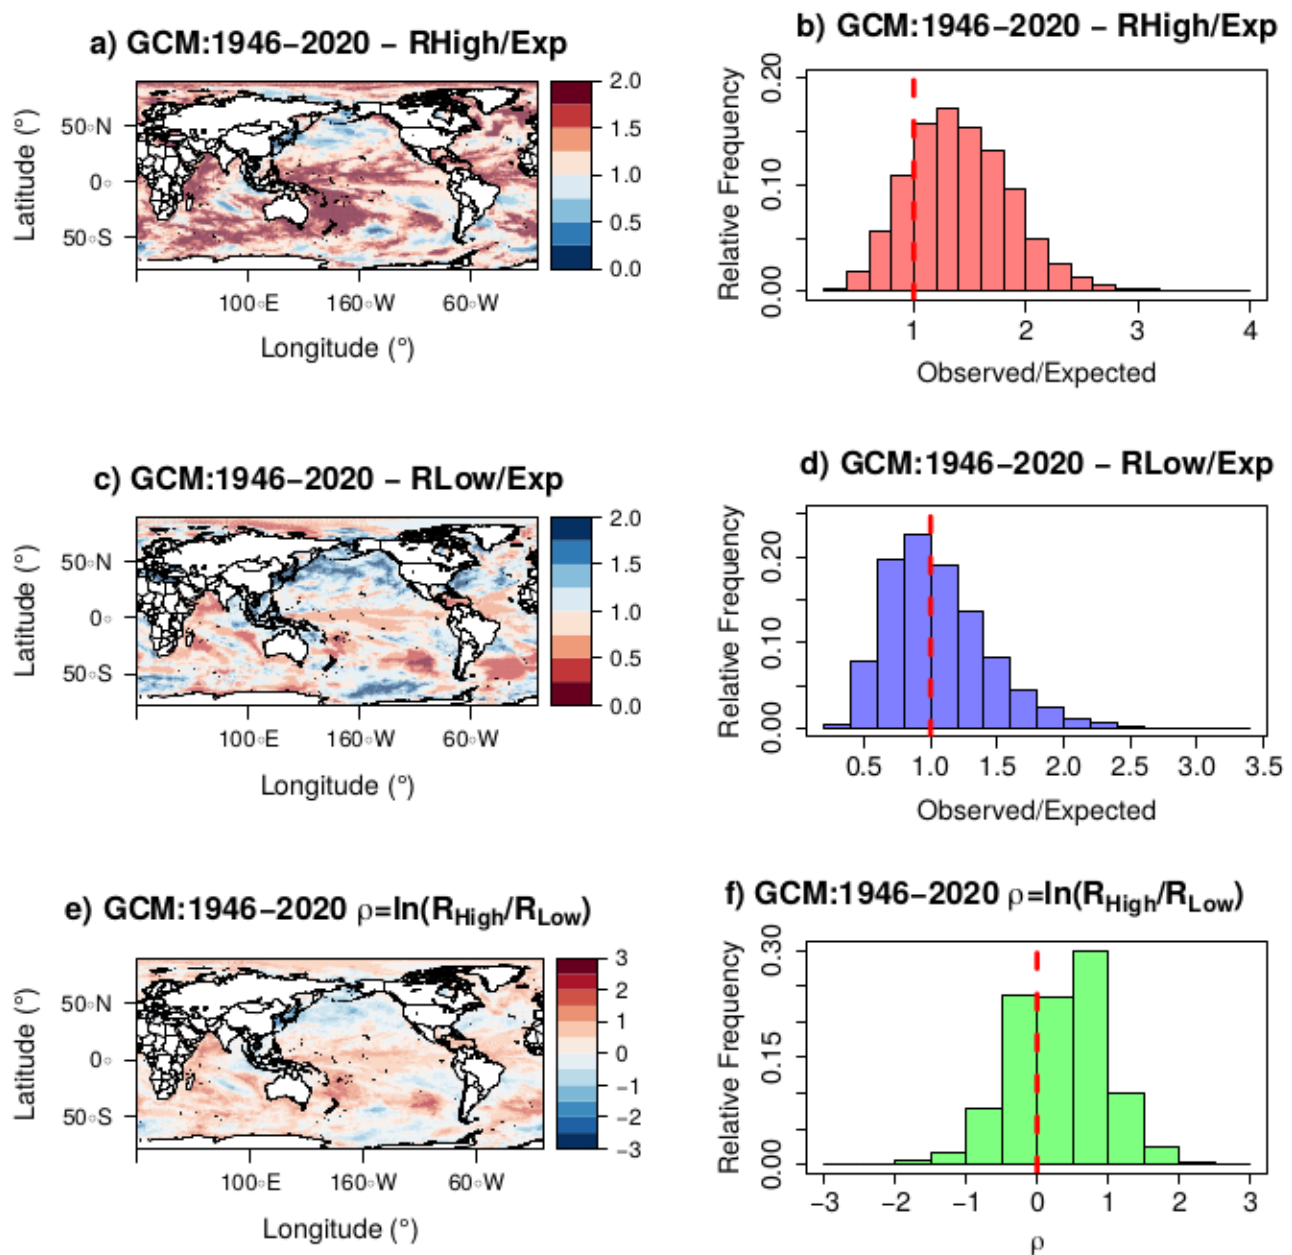 a) GCM:1946−2020 − RHigh/Exp
Latitude (°)
50°N
0°
50°S
100°E
160°W
60°W
Longitude (°)
2.0
1.5
1.0
0.5
0.0
b) GCM:1946−2020 − RHigh/Exp
Relative Frequency
0.20
0.10
0.00
1
2
3
4
Observed/Expected
c) GCM:1946−2020 − RLow/Exp
Latitude (°)
50°N
0°
50°S
100°E
160°W
60°W
Longitude (°)
2.0
1.5
1.0
0.5
0.0
d) GCM:1946−2020 − RLow/Exp
Relative Frequency
0.20
0.10
0.00
0.5
1.0
1.5
2.0
2.5
3.0
3.5
Observed/Expected
e) GCM:1946−2020 ρ=ln(R_High/R_Low)
Latitude (°)
50°N
0°
50°S
100°E
160°W
60°W
Longitude (°)
3
2
1
0
−1
−2
−3
f) GCM:1946−2020 ρ=ln(R_High/R_Low)
Relative Frequency
0.30
0.15
0.00
−3
−2
−1
0
1
2
3
ρ